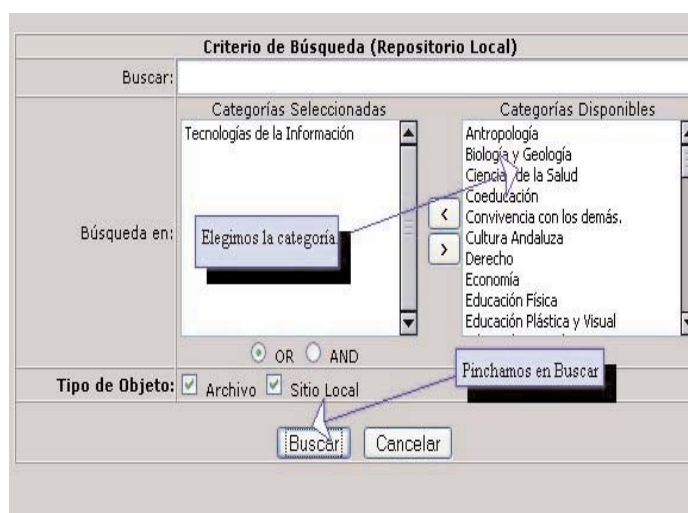 Criterio de Búsqueda (Repositorio Local)
Buscar:
Categorías Seleccionadas
Categorías Disponibles
Tecnologías de la Información
Antropología
Biología y Geología
Ciencias de la Salud
Coeducación
Convivencia con los demás.
Cultura Andaluza
Derecho
Economía
Educación Física
Educación Plástica y Visual
Búsqueda en:
<
>
Elegimos la categoría
OR AND
Pinchamos en Buscar
Tipo de Objeto: Archivo Sitio Local
Buscar Cancelar